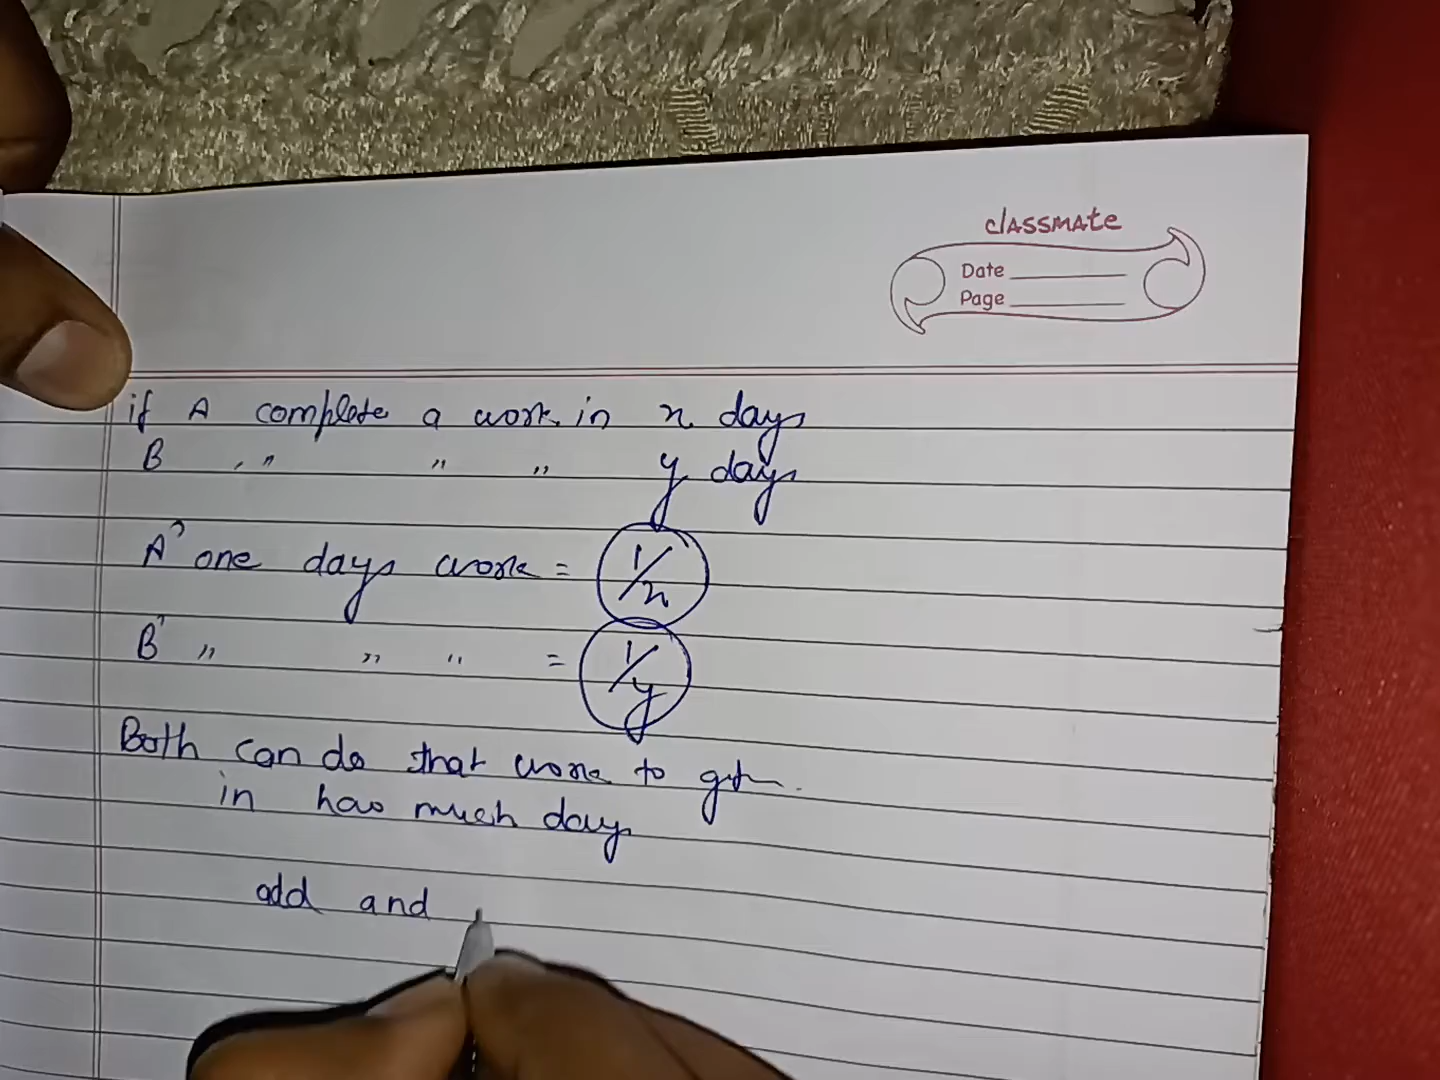 classmate
Date
Page
if A complete a work in x days
B " " " y days
A' one days work = 1/x
B' " " " = 1/y
Both can do that work to gth
in how much day
add and